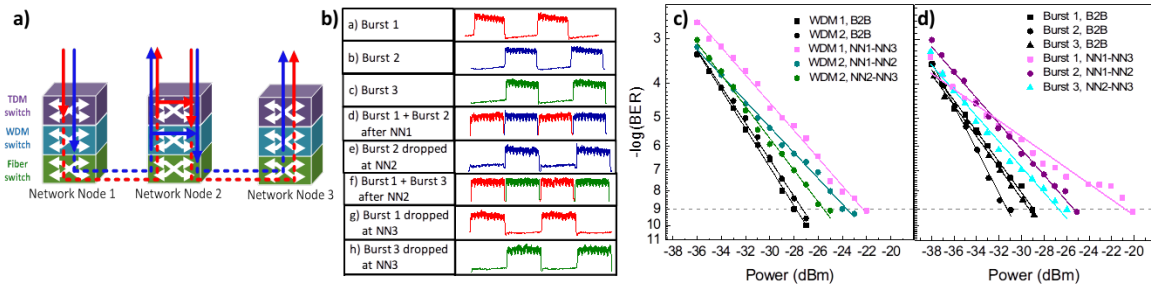 a)
TDM switch
WDM switch
Fiber switch
Network Node 1
Network Node 2
Network Node 3
b)
a) Burst 1
b) Burst 2
c) Burst 3
d) Burst 1 + Burst 2
after NN1
e) Burst 2 dropped
at NN2
f) Burst 1 + Burst 3
after NN2
g) Burst 1 dropped
at NN3
h) Burst 3 dropped
at NN3
c)
WDM 1, B2B
WDM 2, B2B
WDM 1, NN1-NN3
WDM 2, NN1-NN2
WDM 2, NN2-NN3
-log(BER)
3
4
5
6
7
8
9
10
11
-38 -36 -34 -32 -30 -28 -26 -24 -22 -20
Power (dBm)
d)
Burst 1, B2B
Burst 2, B2B
Burst 3, B2B
Burst 1, NN1-NN3
Burst 2, NN1-NN2
Burst 3, NN2-NN3
-38 -36 -34 -32 -30 -28 -26 -24 -22 -20
Power (dBm)